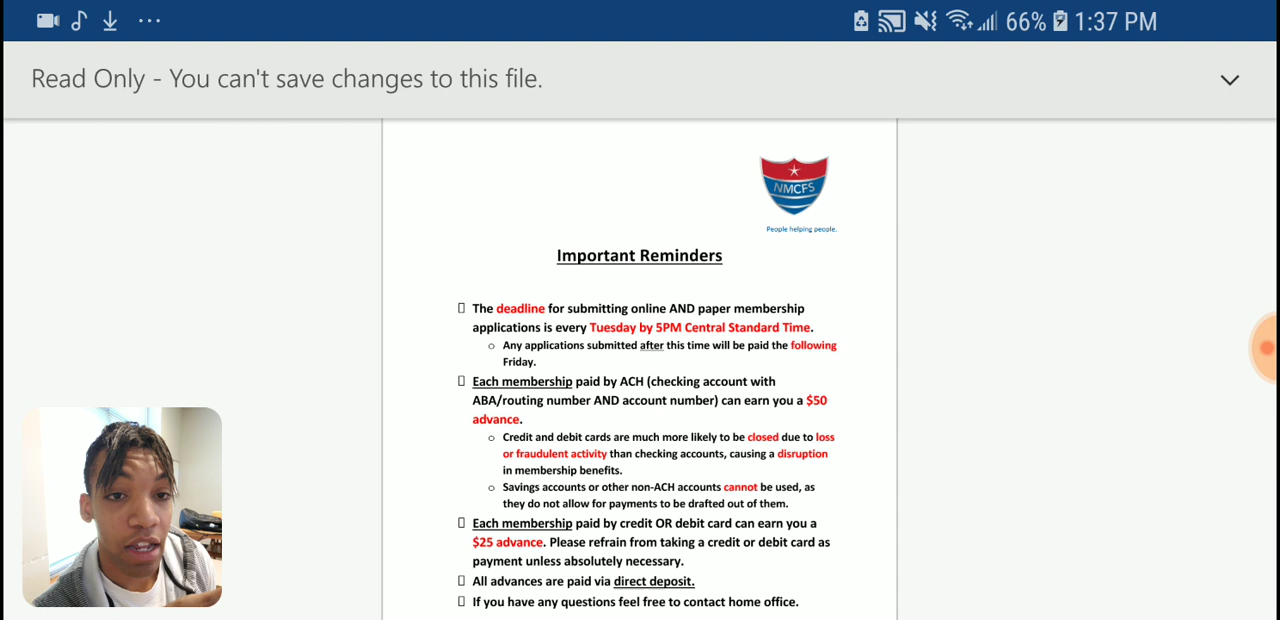 66% 1:37 PM
Read Only - You can't save changes to this file.
NMCFS
People helping people.
Important Reminders
The deadline for submitting online AND paper membership
applications is every Tuesday by 5PM Central Standard Time.
o Any applications submitted after this time will be paid the following
Friday.
Each membership paid by ACH (checking account with
ABA/routing number AND account number) can earn you a $50
advance.
o Credit and debit cards are much more likely to be closed due to loss
or fraudulent activity than checking accounts, causing a disruption
in membership benefits.
o Savings accounts or other non-ACH accounts cannot be used, as
they do not allow for payments to be drafted out of them.
Each membership paid by credit OR debit card can earn you a
$25 advance. Please refrain from taking a credit or debit card as
payment unless absolutely necessary.
All advances are paid via direct deposit.
If you have any questions feel free to contact home office.